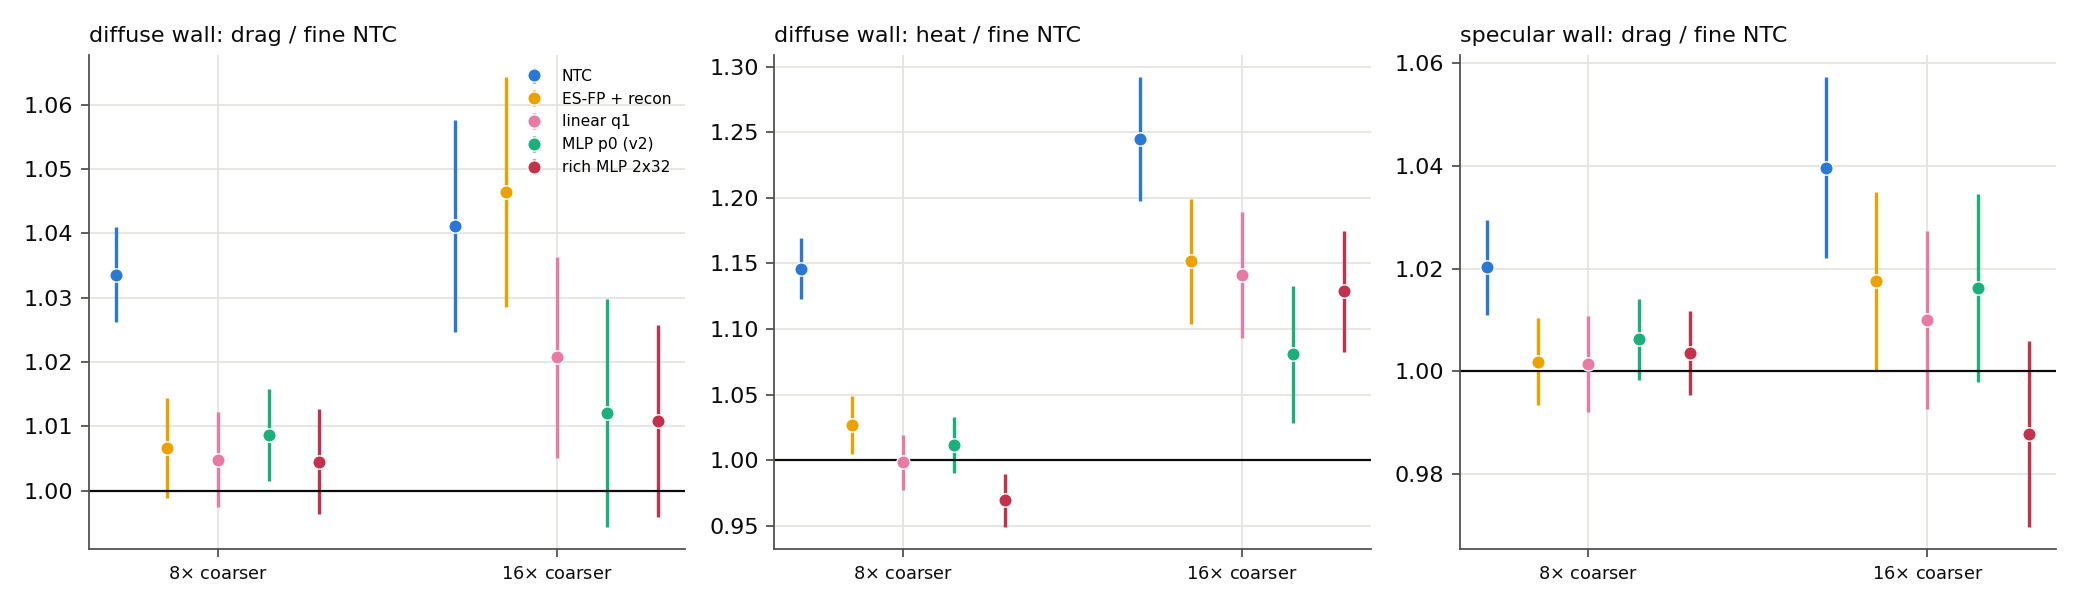 diffuse wall: drag / fine NTC
1.06
1.05
1.04
1.03
1.02
1.01
1.00
NTC
ES-FP + recon
linear q1
MLP p0 (v2)
rich MLP 2x32
8× coarser
16× coarser
diffuse wall: heat / fine NTC
1.30
1.25
1.20
1.15
1.10
1.05
1.00
0.95
8× coarser
16× coarser
specular wall: drag / fine NTC
1.06
1.04
1.02
1.00
0.98
8× coarser
16× coarser